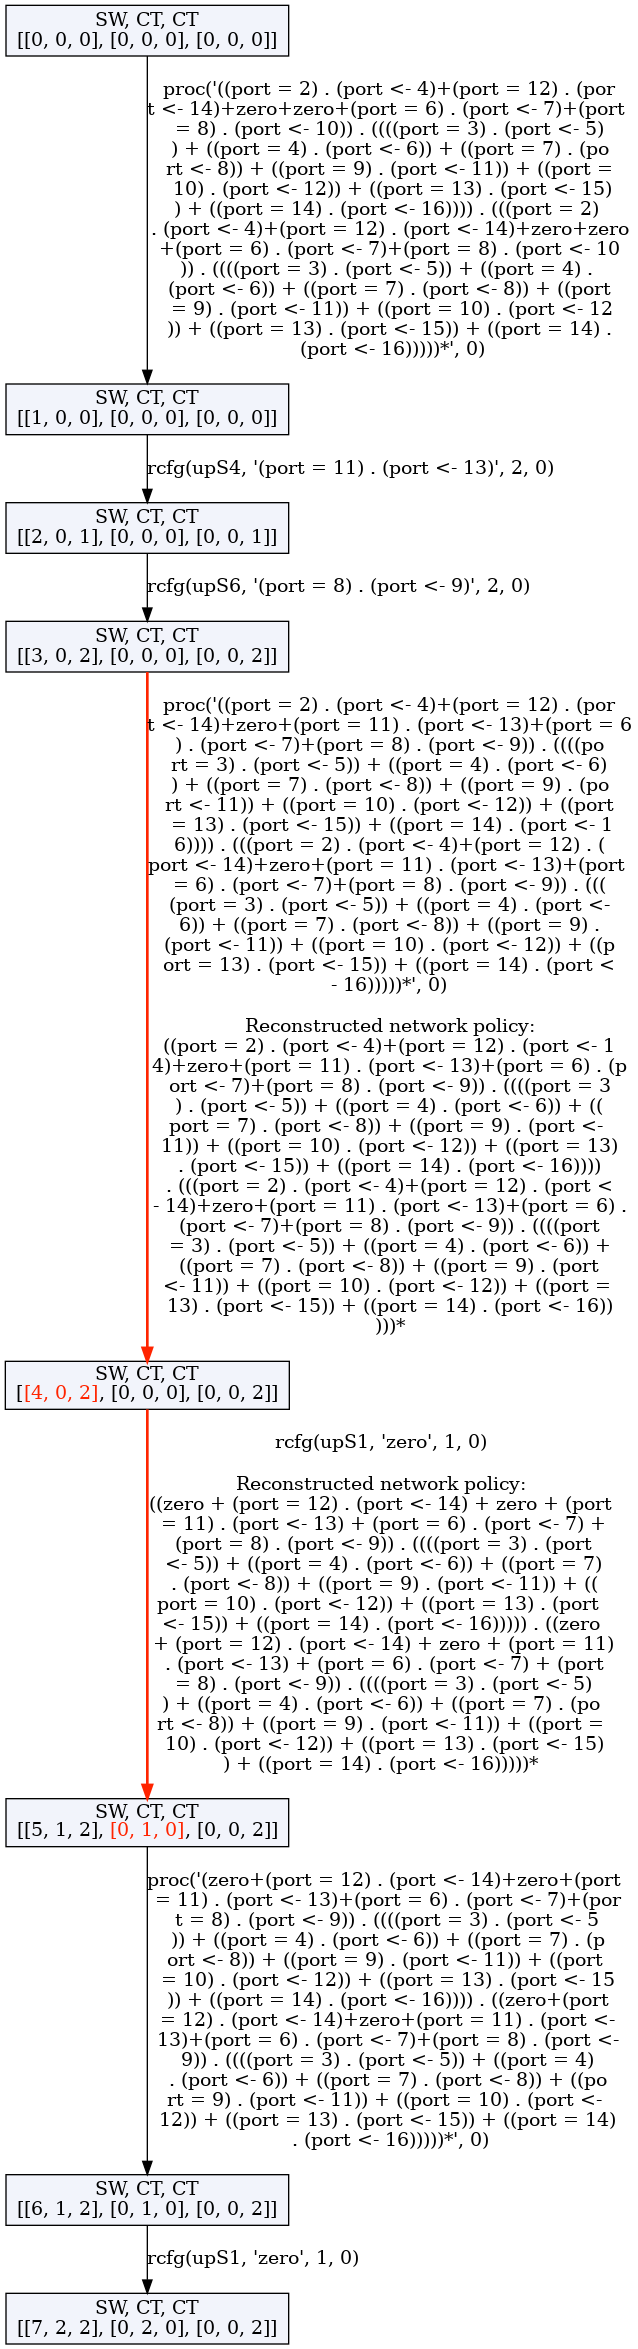 SW, CT, CT
[[0, 0, 0], [0, 0, 0], [0, 0, 0]]
proc('((port = 2) . (port <- 4)+(port = 12) . (por
t <- 14)+zero+zero+(port = 6) . (port <- 7)+(port
= 8) . (port <- 10)) . ((((port = 3) . (port <- 5)
) + ((port = 4) . (port <- 6)) + ((port = 7) . (po
rt <- 8)) + ((port = 9) . (port <- 11)) + ((port =
10) . (port <- 12)) + ((port = 13) . (port <- 15)
) + ((port = 14) . (port <- 16)))) . (((port = 2)
. (port <- 4)+(port = 12) . (port <- 14)+zero+zero
+(port = 6) . (port <- 7)+(port = 8) . (port <- 10
)) . ((((port = 3) . (port <- 5)) + ((port = 4) .
(port <- 6)) + ((port = 7) . (port <- 8)) + ((port
= 9) . (port <- 11)) + ((port = 10) . (port <- 12
)) + ((port = 13) . (port <- 15)) + ((port = 14) .
(port <- 16)))))*', 0)
SW, CT, CT
[[1, 0, 0], [0, 0, 0], [0, 0, 0]]
rcfg(upS4, '(port = 11) . (port <- 13)', 2, 0)
SW, CT, CT
[[2, 0, 1], [0, 0, 0], [0, 0, 1]]
rcfg(upS6, '(port = 8) . (port <- 9)', 2, 0)
SW, CT, CT
[[3, 0, 2], [0, 0, 0], [0, 0, 2]]
proc('((port = 2) . (port <- 4)+(port = 12) . (por
t <- 14)+zero+(port = 11) . (port <- 13)+(port = 6
) . (port <- 7)+(port = 8) . (port <- 9)) . ((((po
rt = 3) . (port <- 5)) + ((port = 4) . (port <- 6)
) + ((port = 7) . (port <- 8)) + ((port = 9) . (po
rt <- 11)) + ((port = 10) . (port <- 12)) + ((port
= 13) . (port <- 15)) + ((port = 14) . (port <- 1
6)))) . (((port = 2) . (port <- 4)+(port = 12) . (
port <- 14)+zero+(port = 11) . (port <- 13)+(port
= 6) . (port <- 7)+(port = 8) . (port <- 9)) . (((
(port = 3) . (port <- 5)) + ((port = 4) . (port <-
6)) + ((port = 7) . (port <- 8)) + ((port = 9) .
(port <- 11)) + ((port = 10) . (port <- 12)) + ((p
ort = 13) . (port <- 15)) + ((port = 14) . (port <
- 16)))))*', 0)
Reconstructed network policy:
((port = 2) . (port <- 4)+(port = 12) . (port <- 1
4)+zero+(port = 11) . (port <- 13)+(port = 6) . (p
ort <- 7)+(port = 8) . (port <- 9)) . ((((port = 3
) . (port <- 5)) + ((port = 4) . (port <- 6)) + ((
port = 7) . (port <- 8)) + ((port = 9) . (port <-
11)) + ((port = 10) . (port <- 12)) + ((port = 13)
. (port <- 15)) + ((port = 14) . (port <- 16))))
. (((port = 2) . (port <- 4)+(port = 12) . (port <
- 14)+zero+(port = 11) . (port <- 13)+(port = 6) .
(port <- 7)+(port = 8) . (port <- 9)) . ((((port
= 3) . (port <- 5)) + ((port = 4) . (port <- 6)) +
((port = 7) . (port <- 8)) + ((port = 9) . (port
<- 11)) + ((port = 10) . (port <- 12)) + ((port =
13) . (port <- 15)) + ((port = 14) . (port <- 16))
)))*
SW, CT, CT
[[4, 0, 2], [0, 0, 0], [0, 0, 2]]
rcfg(upS1, 'zero', 1, 0)
Reconstructed network policy:
((zero + (port = 12) . (port <- 14) + zero + (port
= 11) . (port <- 13) + (port = 6) . (port <- 7) +
(port = 8) . (port <- 9)) . ((((port = 3) . (port
<- 5)) + ((port = 4) . (port <- 6)) + ((port = 7)
. (port <- 8)) + ((port = 9) . (port <- 11)) + ((
port = 10) . (port <- 12)) + ((port = 13) . (port
<- 15)) + ((port = 14) . (port <- 16))))) . ((zero
+ (port = 12) . (port <- 14) + zero + (port = 11)
. (port <- 13) + (port = 6) . (port <- 7) + (port
= 8) . (port <- 9)) . ((((port = 3) . (port <- 5)
) + ((port = 4) . (port <- 6)) + ((port = 7) . (po
rt <- 8)) + ((port = 9) . (port <- 11)) + ((port =
10) . (port <- 12)) + ((port = 13) . (port <- 15)
) + ((port = 14) . (port <- 16)))))*
SW, CT, CT
[[5, 1, 2], [0, 1, 0], [0, 0, 2]]
proc('(zero+(port = 12) . (port <- 14)+zero+(port
= 11) . (port <- 13)+(port = 6) . (port <- 7)+(por
t = 8) . (port <- 9)) . ((((port = 3) . (port <- 5
)) + ((port = 4) . (port <- 6)) + ((port = 7) . (p
ort <- 8)) + ((port = 9) . (port <- 11)) + ((port
= 10) . (port <- 12)) + ((port = 13) . (port <- 15
)) + ((port = 14) . (port <- 16)))) . ((zero+(port
= 12) . (port <- 14)+zero+(port = 11) . (port <-
13)+(port = 6) . (port <- 7)+(port = 8) . (port <-
9)) . ((((port = 3) . (port <- 5)) + ((port = 4)
. (port <- 6)) + ((port = 7) . (port <- 8)) + ((po
rt = 9) . (port <- 11)) + ((port = 10) . (port <-
12)) + ((port = 13) . (port <- 15)) + ((port = 14)
. (port <- 16)))))*', 0)
SW, CT, CT
[[6, 1, 2], [0, 1, 0], [0, 0, 2]]
rcfg(upS1, 'zero', 1, 0)
SW, CT, CT
[[7, 2, 2], [0, 2, 0], [0, 0, 2]]